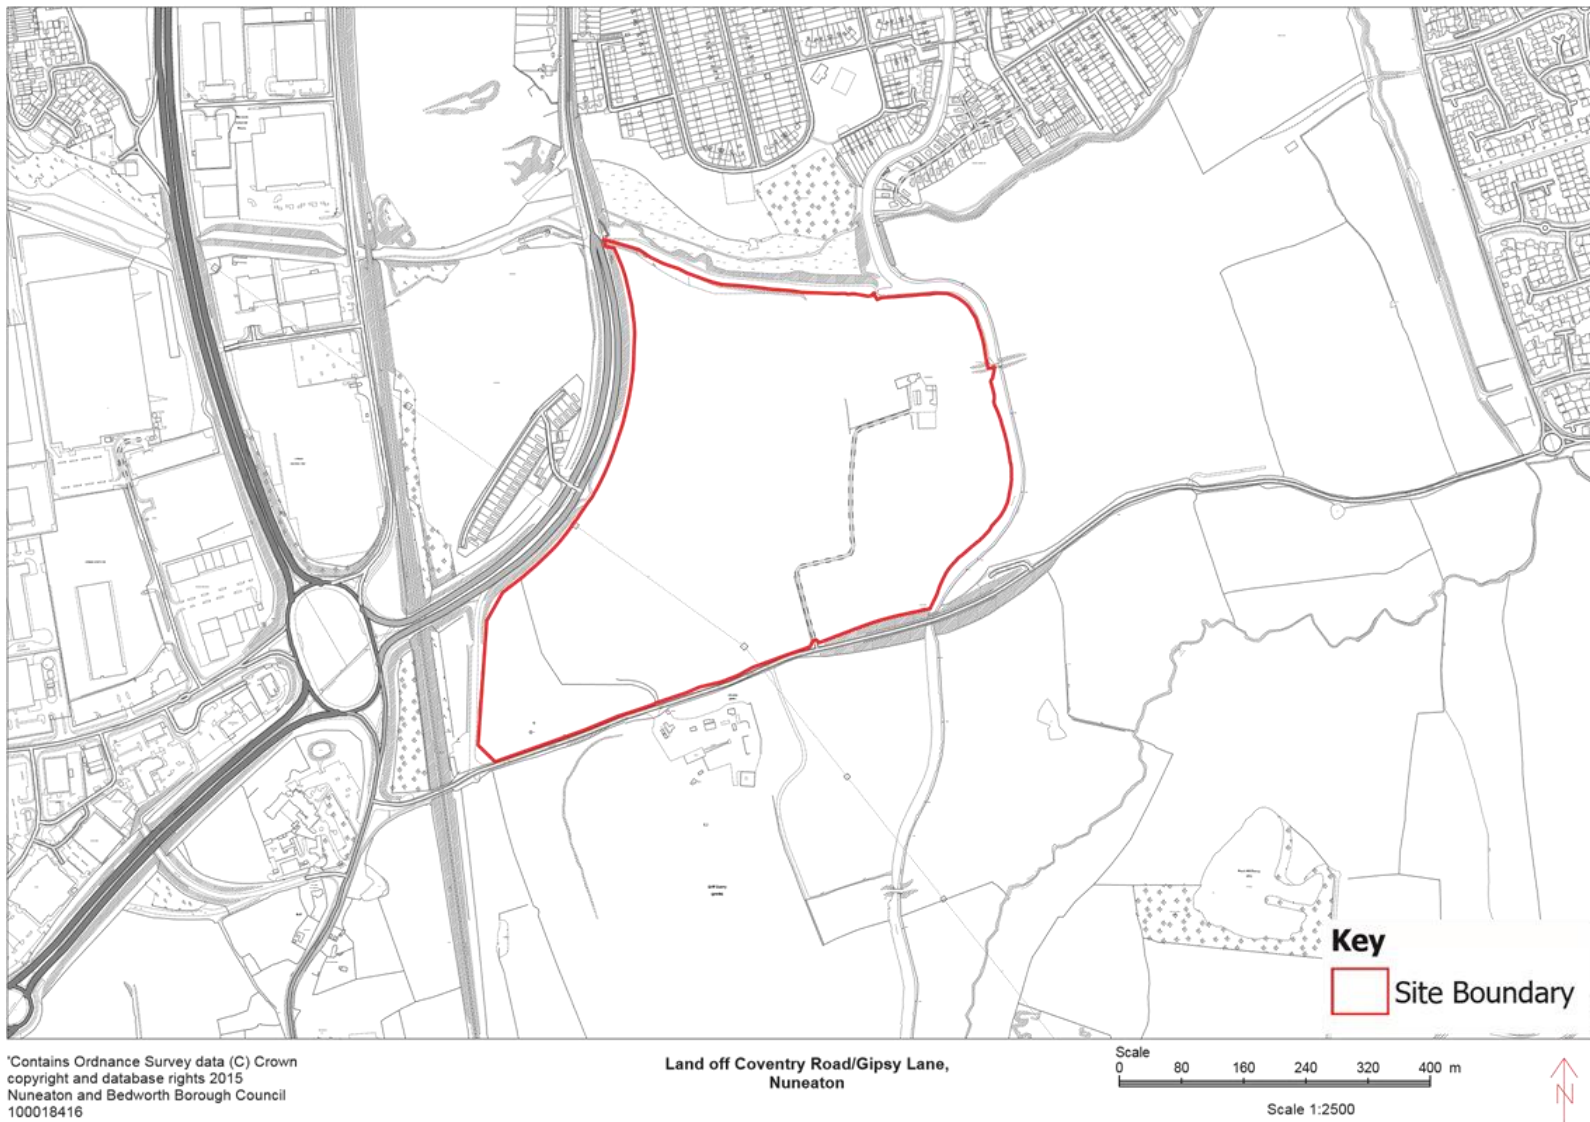 Key
Site Boundary
'Contains Ordnance Survey data (C) Crown
copyright and database rights 2015
Nuneaton and Bedworth Borough Council
100018416
Land off Coventry Road/Gipsy Lane,
Nuneaton
Scale
0 80 160 240 320 400 m
Scale 1:2500
N